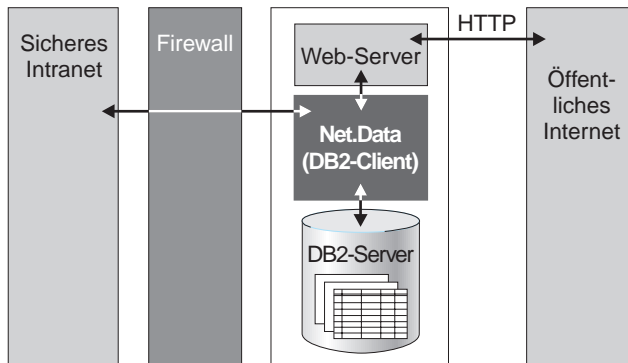 Sicheres
Intranet
Firewall
Web-Server
HTTP
Öffent-
liches
Internet
Net.Data
(DB2-Client)
DB2-Server